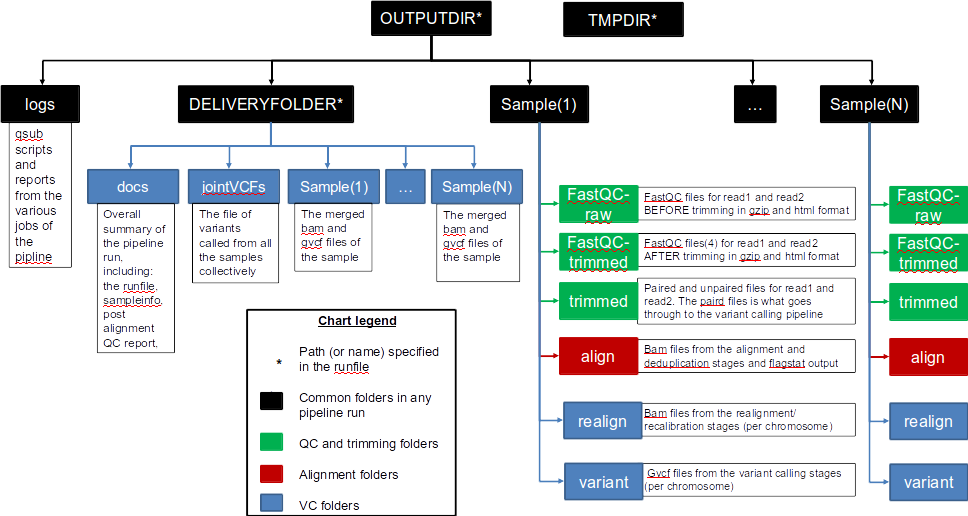 OUTPUTDIR*
TMPDIR*
logs
DELIVERYFOLDER*
Sample(1)
...
Sample(N)
qsub
scripts
and
reports
from the
various
jobs of
the
pipline
docs
jointVCFs
Sample(1)
...
Sample(N)
Overall
summary of
the pipeline
run,
including:
the runfile,
sampleinfo,
post
alignment
QC report,
The file of
variants
called from all
the samples
collectively
The merged
bam and
gvcf files of
the sample
The merged
bam and
gvcf files of
the sample
FastQC-
raw
FastQC files for read1 and read2
BEFORE trimming in gzip and html format
FastQC-
trimmed
FastQC files(4) for read1 and read2
AFTER trimming in gzip and html format
trimmed
Paired and unpaired files for read1 and
read2. The paird files is what goes
through to the variant calling pipeline
align
Bam files from the alignment and
deduplication stages and flagstat output
realign
Bam files from the realignment/
recalibration stages (per chromosome)
variant
Gvcf files from the variant calling stages
(per chromosome)
FastQC-
raw
FastQC-
trimmed
trimmed
align
realign
variant
Chart legend
* Path (or name) specified
in the runfile
Common folders in any
pipeline run
QC and trimming folders
Alignment folders
VC folders